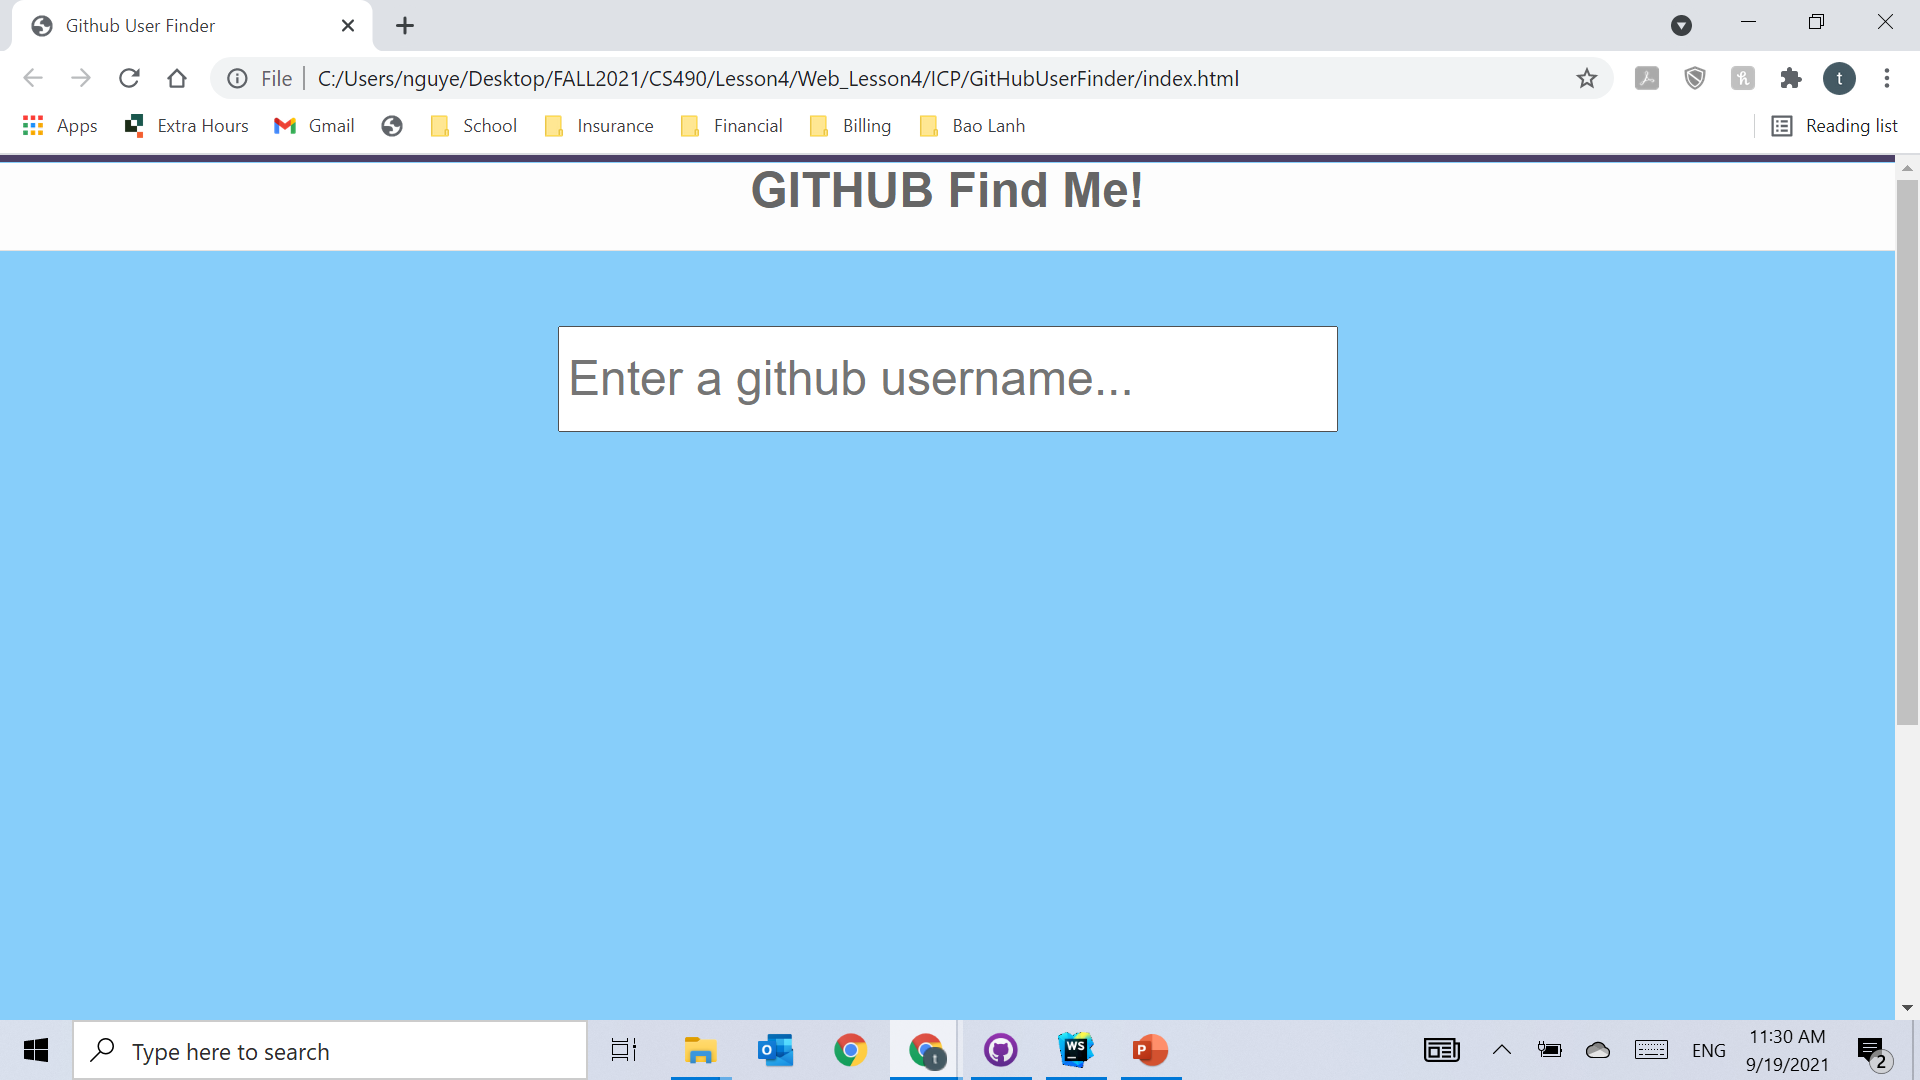 Github User Finder
File C:/Users/nguye/Desktop/FALL2021/CS490/Lesson4/Web_Lesson4/ICP/GitHubUserFinder/index.html
t
Apps Extra Hours Gmail School Insurance Financial Billing Bao Lanh Reading list
GITHUB Find Me!
Enter a github username...
Type here to search
O
t
WS
P
ENG
11:30 AM
9/19/2021
2